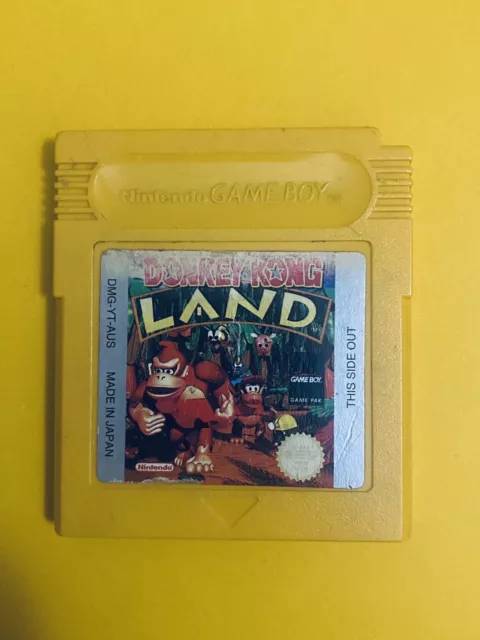 Nintendo GAME BOY TM
DONKEY KONG
LAND
DMG-YT-AUS MADE IN JAPAN
GAME BOY
GAME PAK
THIS SIDE OUT
Nintendo